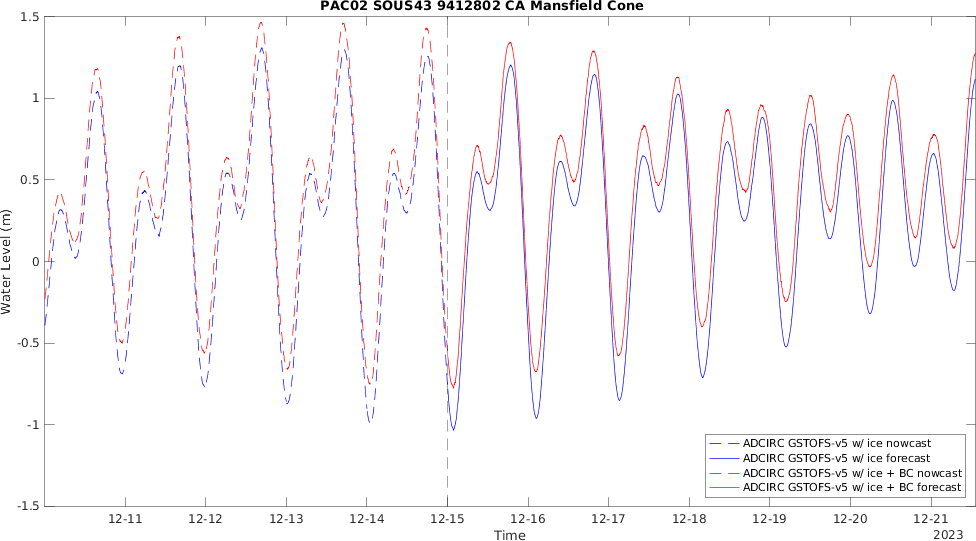 PAC02 SOUS43 9412802 CA Mansfield Cone
1.5
1
0.5
0
-0.5
-1
-1.5
Water Level (m)
12-11 12-12 12-13 12-14 12-15 12-16 12-17 12-18 12-19 12-20 12-21
Time
2023
ADCIRC GSTOFS-v5 w/ ice nowcast
ADCIRC GSTOFS-v5 w/ ice forecast
ADCIRC GSTOFS-v5 w/ ice + BC nowcast
ADCIRC GSTOFS-v5 w/ ice + BC forecast